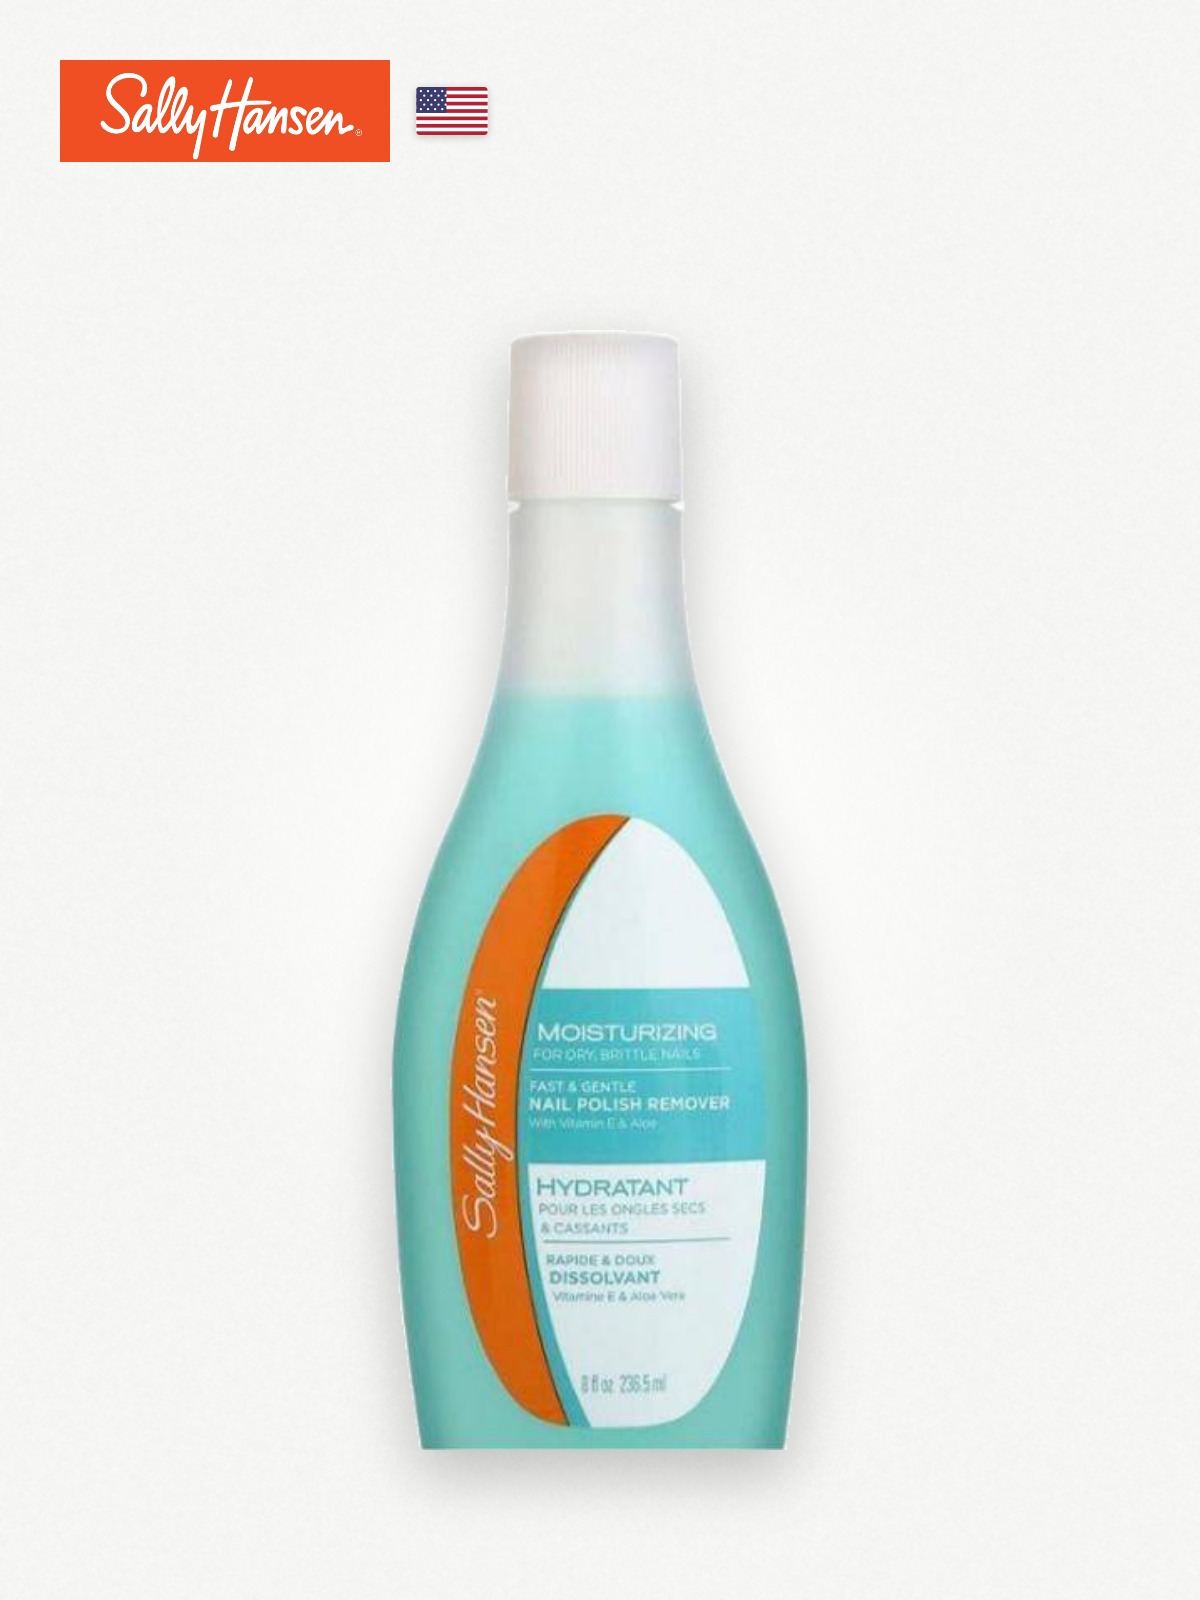 Sally Hansen®
MOISTURIZING
FOR DRY, BRITTLE NAILS
FAST & GENTLE
NAIL POLISH REMOVER
With Vitamin E & Aloe
Sally Hansen
HYDRATANT
POUR LES ONGLES SECS
& CASSANTS
RAPIDE & DOUX
DISSOLVANT
Vitamine E & Aloe Vera
8 fl oz 236.5 ml